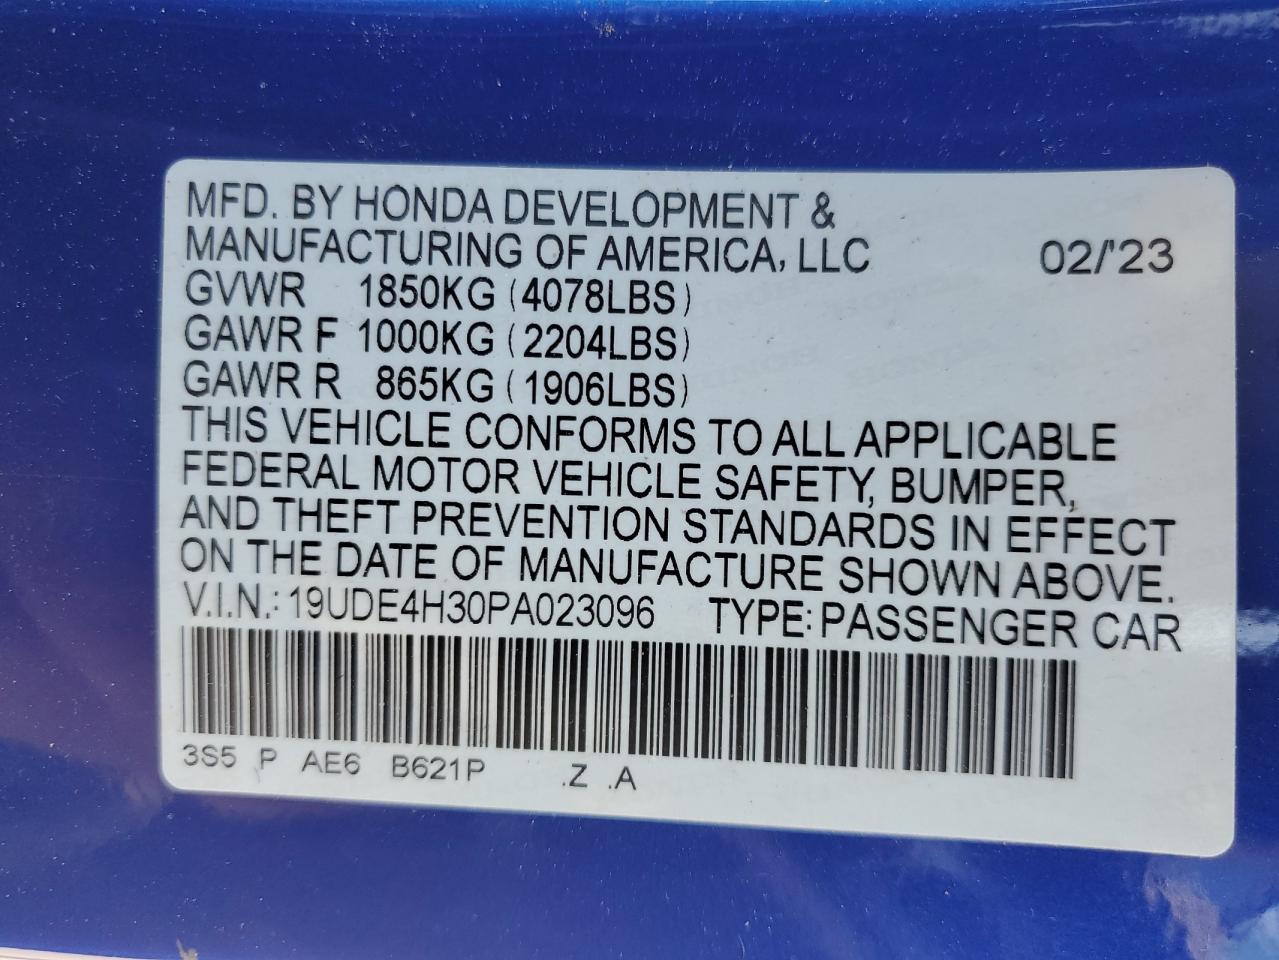 MFD. BY HONDA DEVELOPMENT &
MANUFACTURING OF AMERICA, LLC 02/'23
GVWR 1850KG (4078LBS)
GAWR F 1000KG (2204LBS)
GAWR R 865KG (1906LBS)
THIS VEHICLE CONFORMS TO ALL APPLICABLE
FEDERAL MOTOR VEHICLE SAFETY, BUMPER,
AND THEFT PREVENTION STANDARDS IN EFFECT
ON THE DATE OF MANUFACTURE SHOWN ABOVE.
V.I.N.: 19UDE4H30PA023096 TYPE: PASSENGER CAR
3S5 P AE6 B621P .Z .A